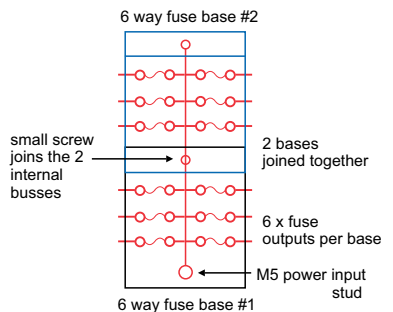 6 way fuse base #2
small screw
joins the 2
internal
busses
2 bases
joined together
6 x fuse
outputs per base
M5 power input
stud
6 way fuse base #1